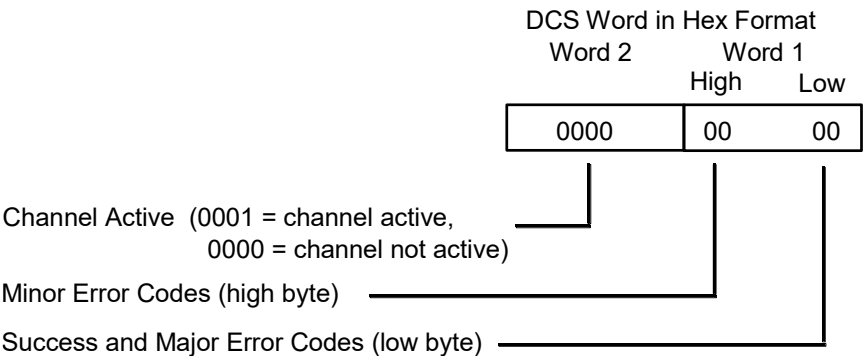 DCS Word in Hex Format
Word 2 Word 1
High Low
0000 00 00
Channel Active (0001 = channel active,
0000 = channel not active)
Minor Error Codes (high byte)
Success and Major Error Codes (low byte)